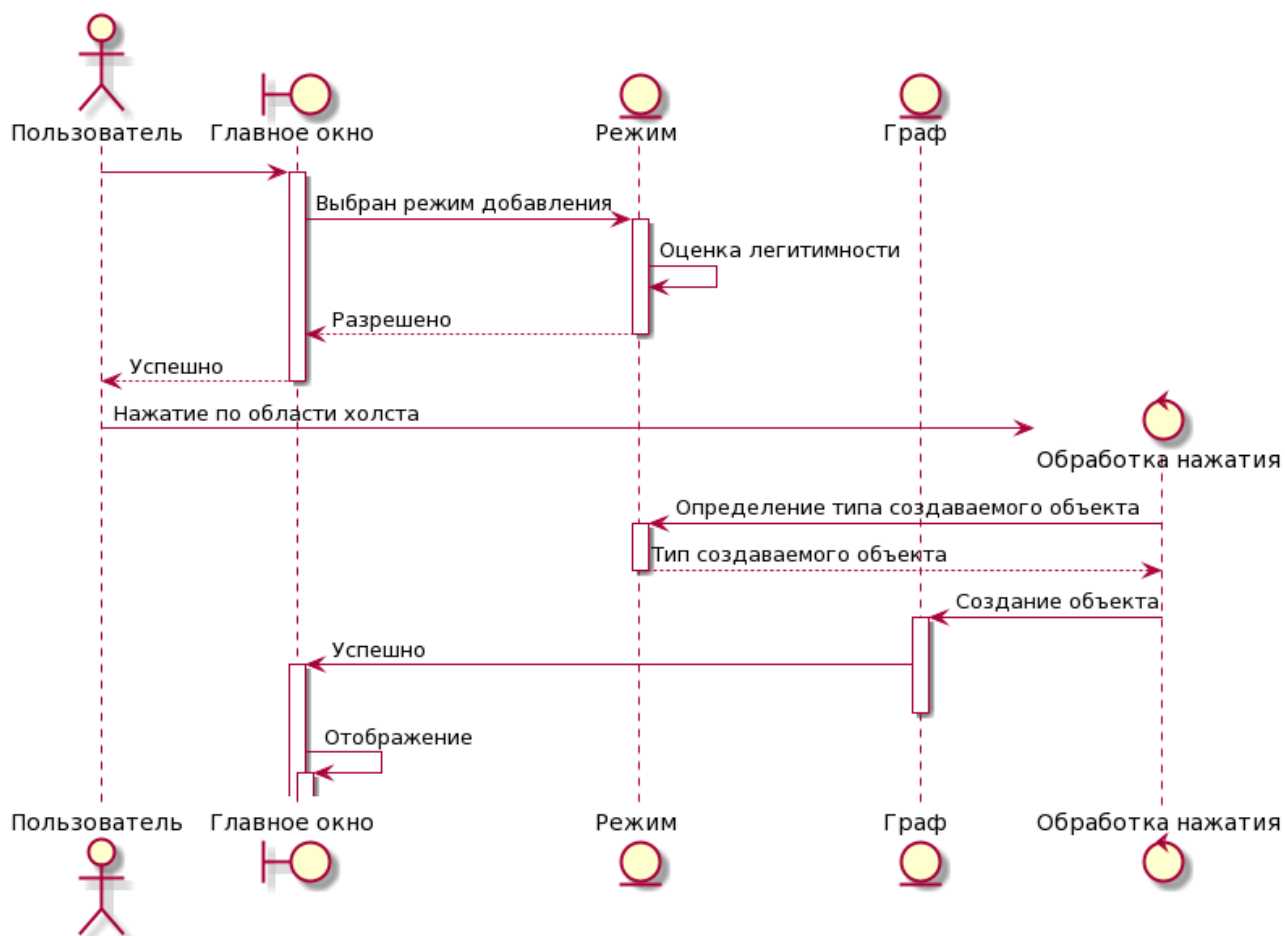 Пользователь
Главное окно
Режим
Граф
Выбран режим добавления
Оценка легитимности
Разрешено
Успешно
Нажатие по области холста
Обработка нажатия
Определение типа создаваемого объекта
Тип создаваемого объекта
Создание объекта
Успешно
Отображение
Пользователь
Главное окно
Режим
Граф
Обработка нажатия